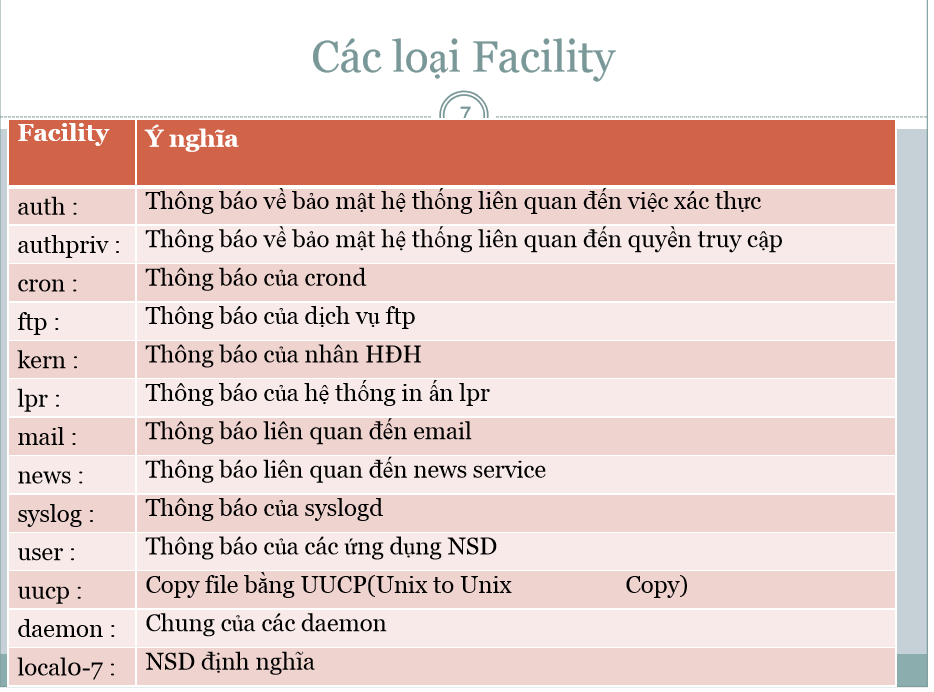 Các loại Facility
7
Facility Ý nghĩa
auth : Thông báo về bảo mật hệ thống liên quan đến việc xác thực
authpriv : Thông báo về bảo mật hệ thống liên quan đến quyền truy cập
cron : Thông báo của crond
ftp : Thông báo của dịch vụ ftp
kern : Thông báo của nhân HĐH
lpr : Thông báo của hệ thống in ấn lpr
mail : Thông báo liên quan đến email
news : Thông báo liên quan đến news service
syslog : Thông báo của syslogd
user : Thông báo của các ứng dụng NSD
uucp : Copy file bằng UUCP(Unix to Unix Copy)
daemon : Chung của các daemon
local0-7 : NSD định nghĩa